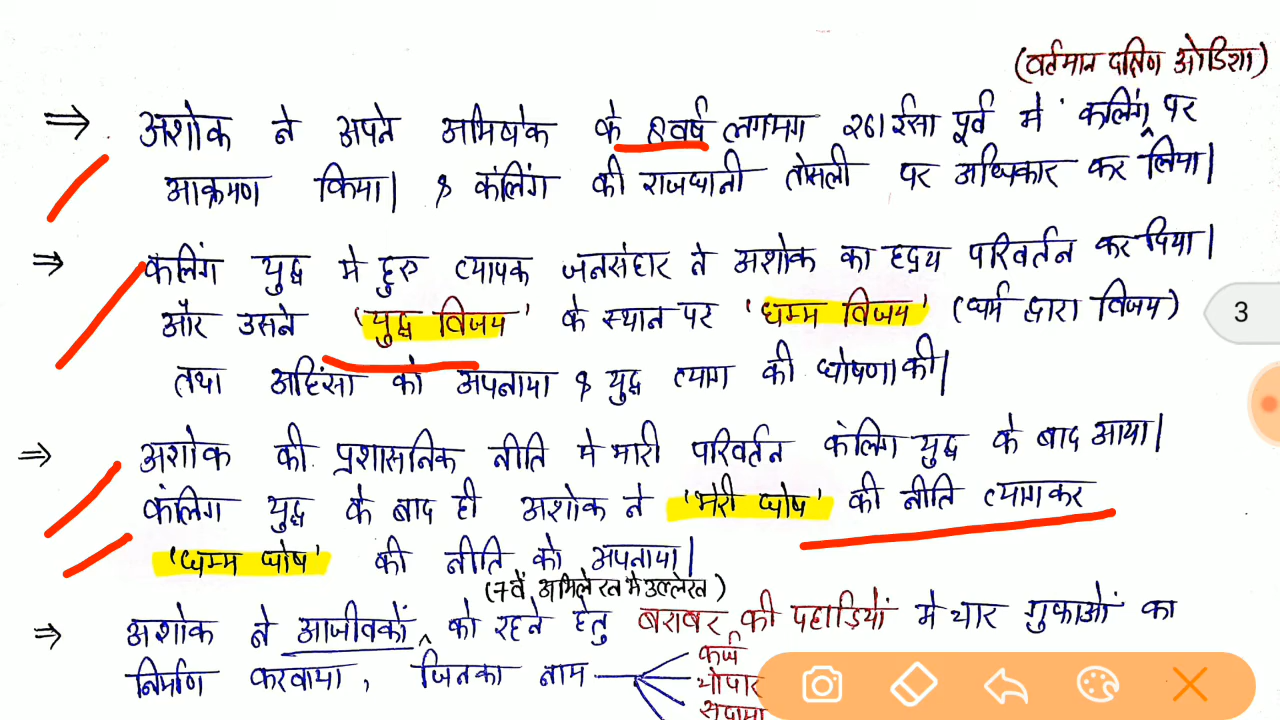 (वर्तमान दक्षिण ओडिशा)
⇒ अशोक ने अपने अभिषेक के 8 वर्ष लगभग 261 ईसा पूर्व में कलिंग पर
आक्रमण किया। & कलिंग की राजधानी तोसली पर अधिकार कर लिया।
⇒ कलिंग युद्ध मे हुए व्यापक जनसंहार ने अशोक का हृदय परिवर्तन कर दिया।
और उसने 'युद्ध विजय' के स्थान पर 'धम्म विजय' (धर्म द्वारा विजय)
तथा अहिंसा को अपनाया & युद्ध त्याग की घोषणा की।
3
⇒ अशोक की प्रशासनिक नीति मे भारी परिवर्तन कलिंग युद्ध के बाद आया।
कलिंग युद्ध के बाद ही अशोक ने 'भेरी घोष' की नीति त्यागकर
'धम्म घोष' की नीति को अपनाया।
(7वें अभिलेख मे उल्लेख)
⇒ अशोक ने आजीवकों को रहने हेतु बराबर की पहाड़ियों मे चार गुफाओं का
निर्माण करवाया, जिनका नाम
कर्ज
चोपार
सुदामा